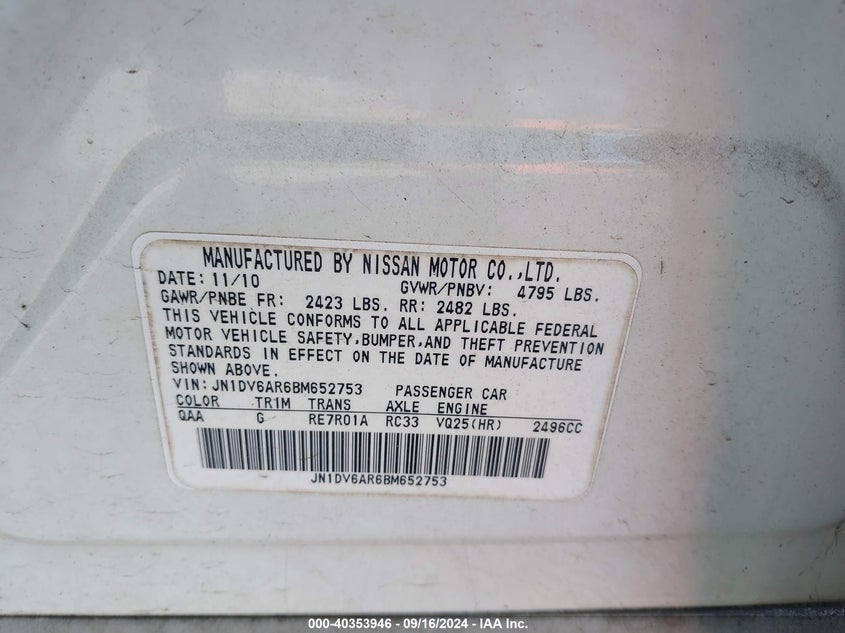 MANUFACTURED BY NISSAN MOTOR CO.,LTD.
DATE: 11/10 GVWR/PNBV: 4795 LBS.
GAWR/PNBE FR: 2423 LBS. RR: 2482 LBS.
THIS VEHICLE CONFORMS TO ALL APPLICABLE FEDERAL
MOTOR VEHICLE SAFETY,BUMPER,AND THEFT PREVENTION
STANDARDS IN EFFECT ON THE DATE OF MANUFACTURE
SHOWN ABOVE.
VIN:JN1DV6AR6BM652753 PASSENGER CAR
COLOR TRIM TRANS AXLE ENGINE
QAA G RE7R01A RC33 VQ25(HR) 2496CC
JN1DV6AR6BM652753
000-40353946 - 09/16/2024 - IAA Inc.